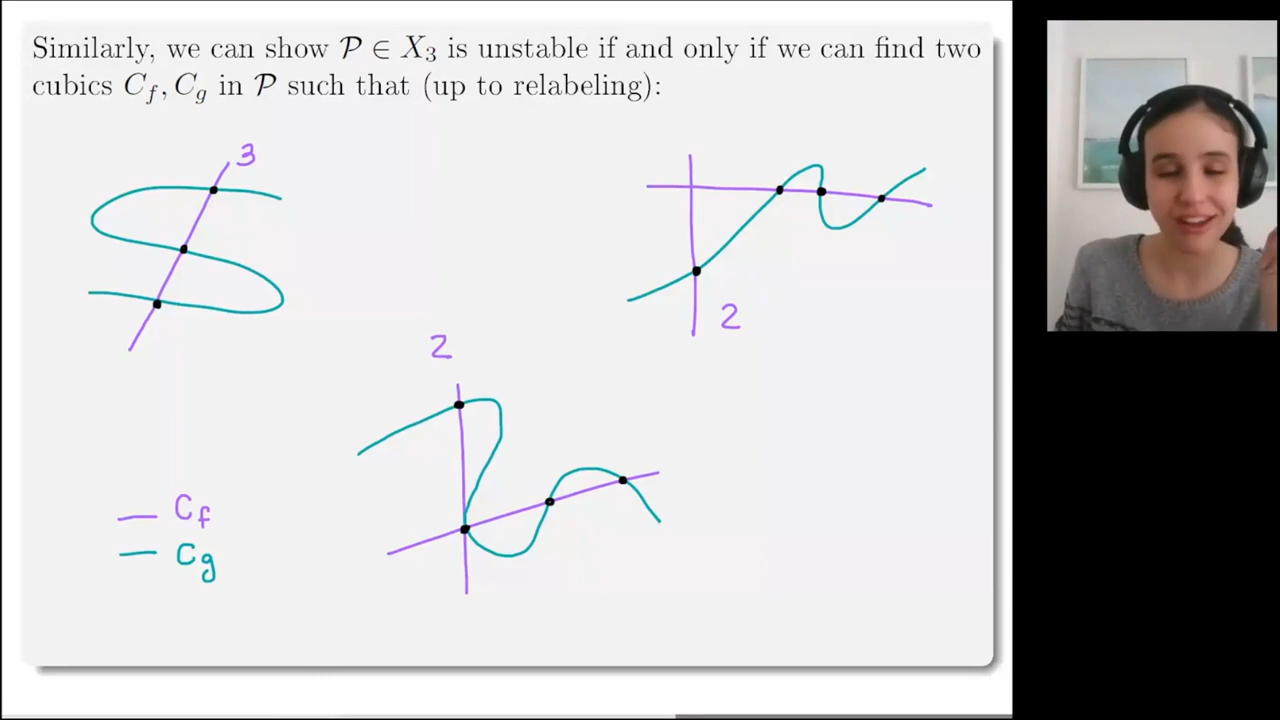 Similarly, we can show 𝒫 ∈ X₃ is unstable if and only if we can find two
cubics C_f, C_g in 𝒫 such that (up to relabeling):
3
2
2
C_f
C_g